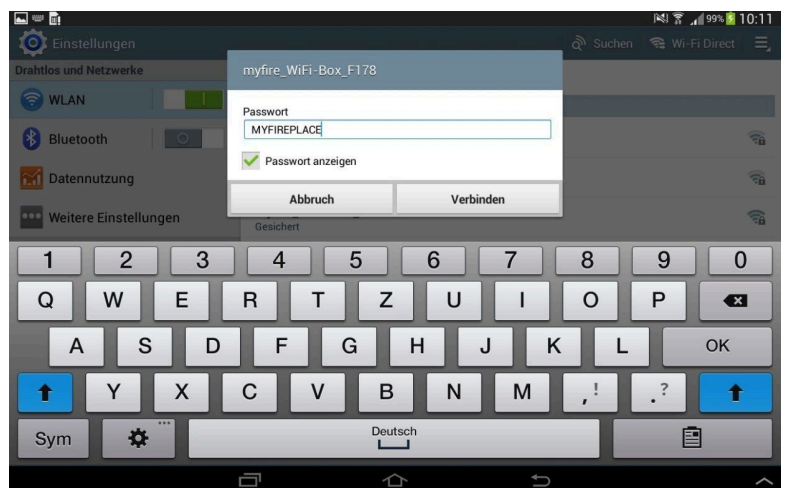 99% 10:11
Einstellungen
Suchen Wi-Fi Direct
Drahtlos und Netzwerke
myfire_WiFi-Box_F178
WLAN
Passwort
MYFIREPLACE
Bluetooth
Passwort anzeigen
Datennutzung
Abbruch Verbinden
Weitere Einstellungen
Gesichert
1 2 3 4 5 6 7 8 9 0
Q W E R T Z U I O P
A S D F G H J K L OK
Y X C V B N M , ! . ?
Sym Deutsch